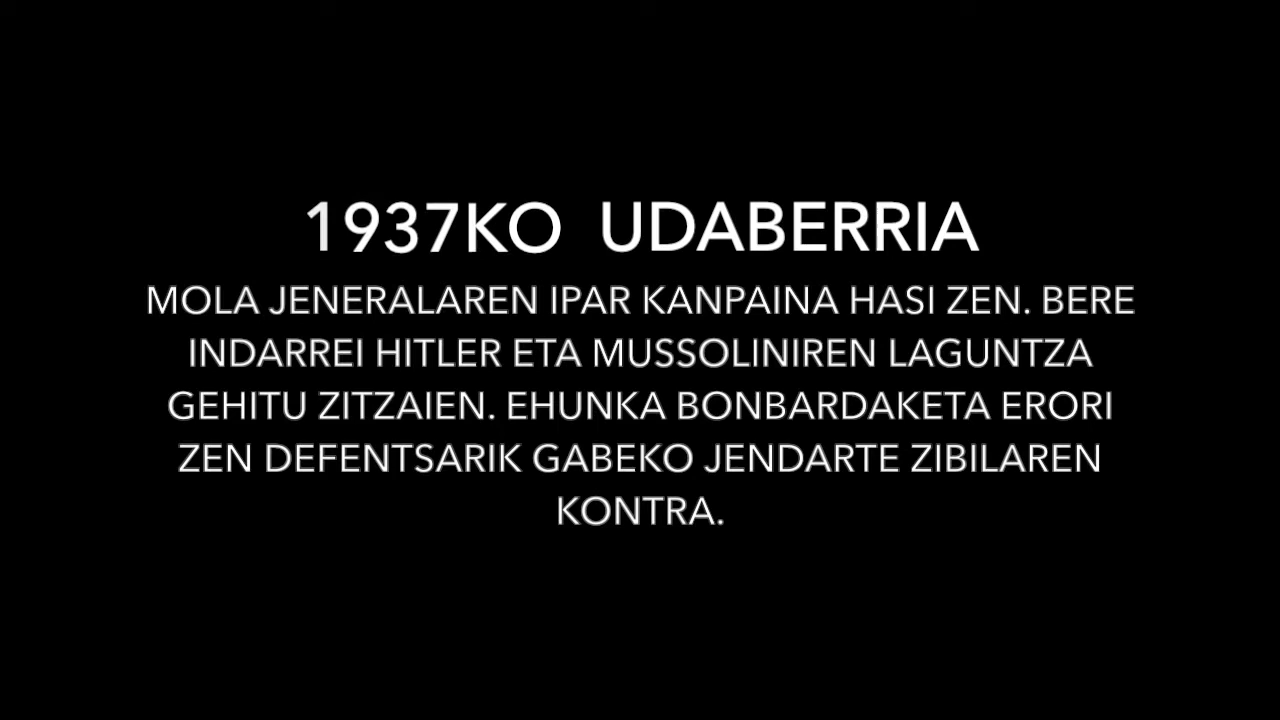 1937KO UDABERRIA
MOLA JENERALAREN IPAR KANPAINA HASI ZEN. BERE
INDARREI HITLER ETA MUSSOLINIREN LAGUNTZA
GEHITU ZITZAIEN. EHUNKA BONBARDAKETA ERORI
ZEN DEFENTSARIK GABEKO JENDARTE ZIBILAREN
KONTRA.